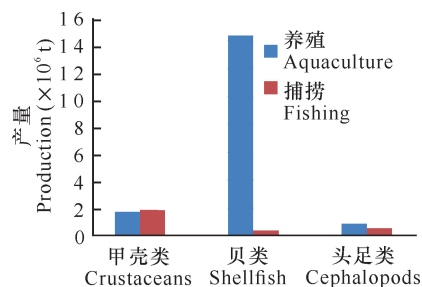 产量
Production (×10⁶ t)
16
14
12
10
8
6
4
2
0
养殖
Aquaculture
捕捞
Fishing
甲壳类 贝类 头足类
Crustaceans Shellfish Cephalopods